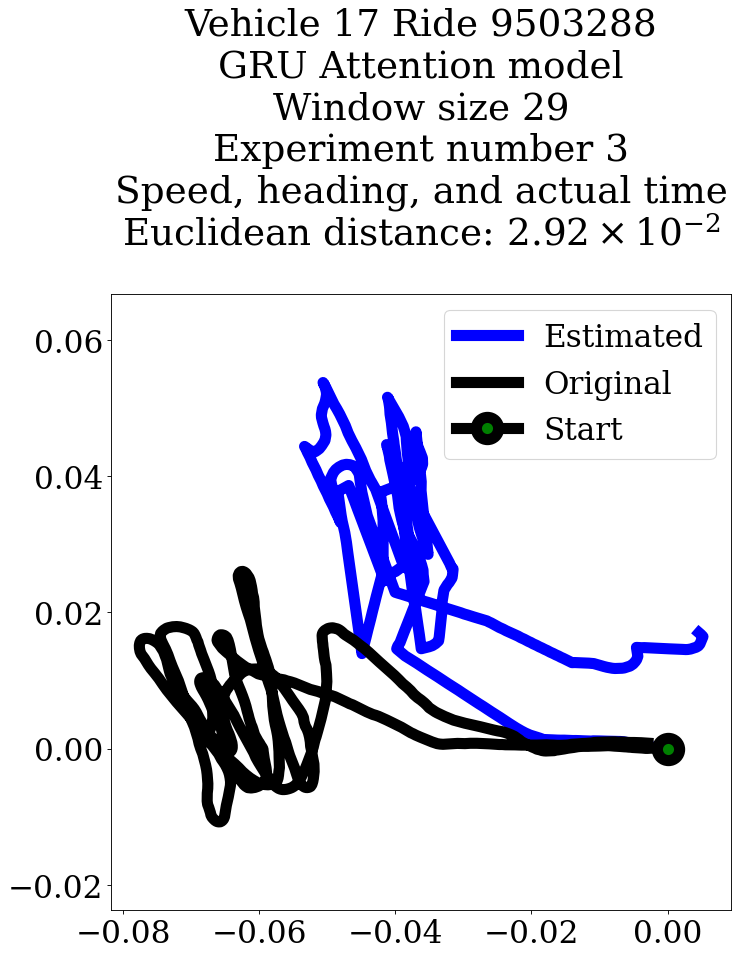 Vehicle 17 Ride 9503288
GRU Attention model
Window size 29
Experiment number 3
Speed, heading, and actual time
Euclidean distance: 2.92 × 10⁻²
Estimated
Original
Start
0.06
0.04
0.02
0.00
−0.02
−0.08 −0.06 −0.04 −0.02 0.00